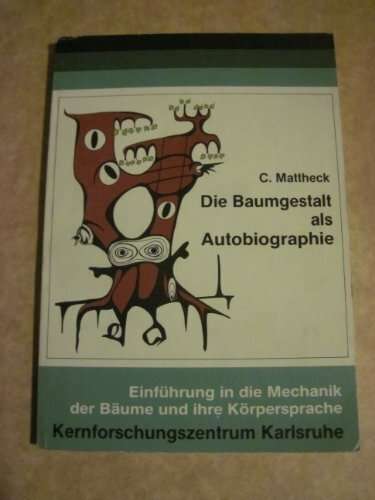 C. Mattheck
Die Baumgestalt
als
Autobiographie
Einführung in die Mechanik
der Bäume und ihre Körpersprache
Kernforschungszentrum Karlsruhe